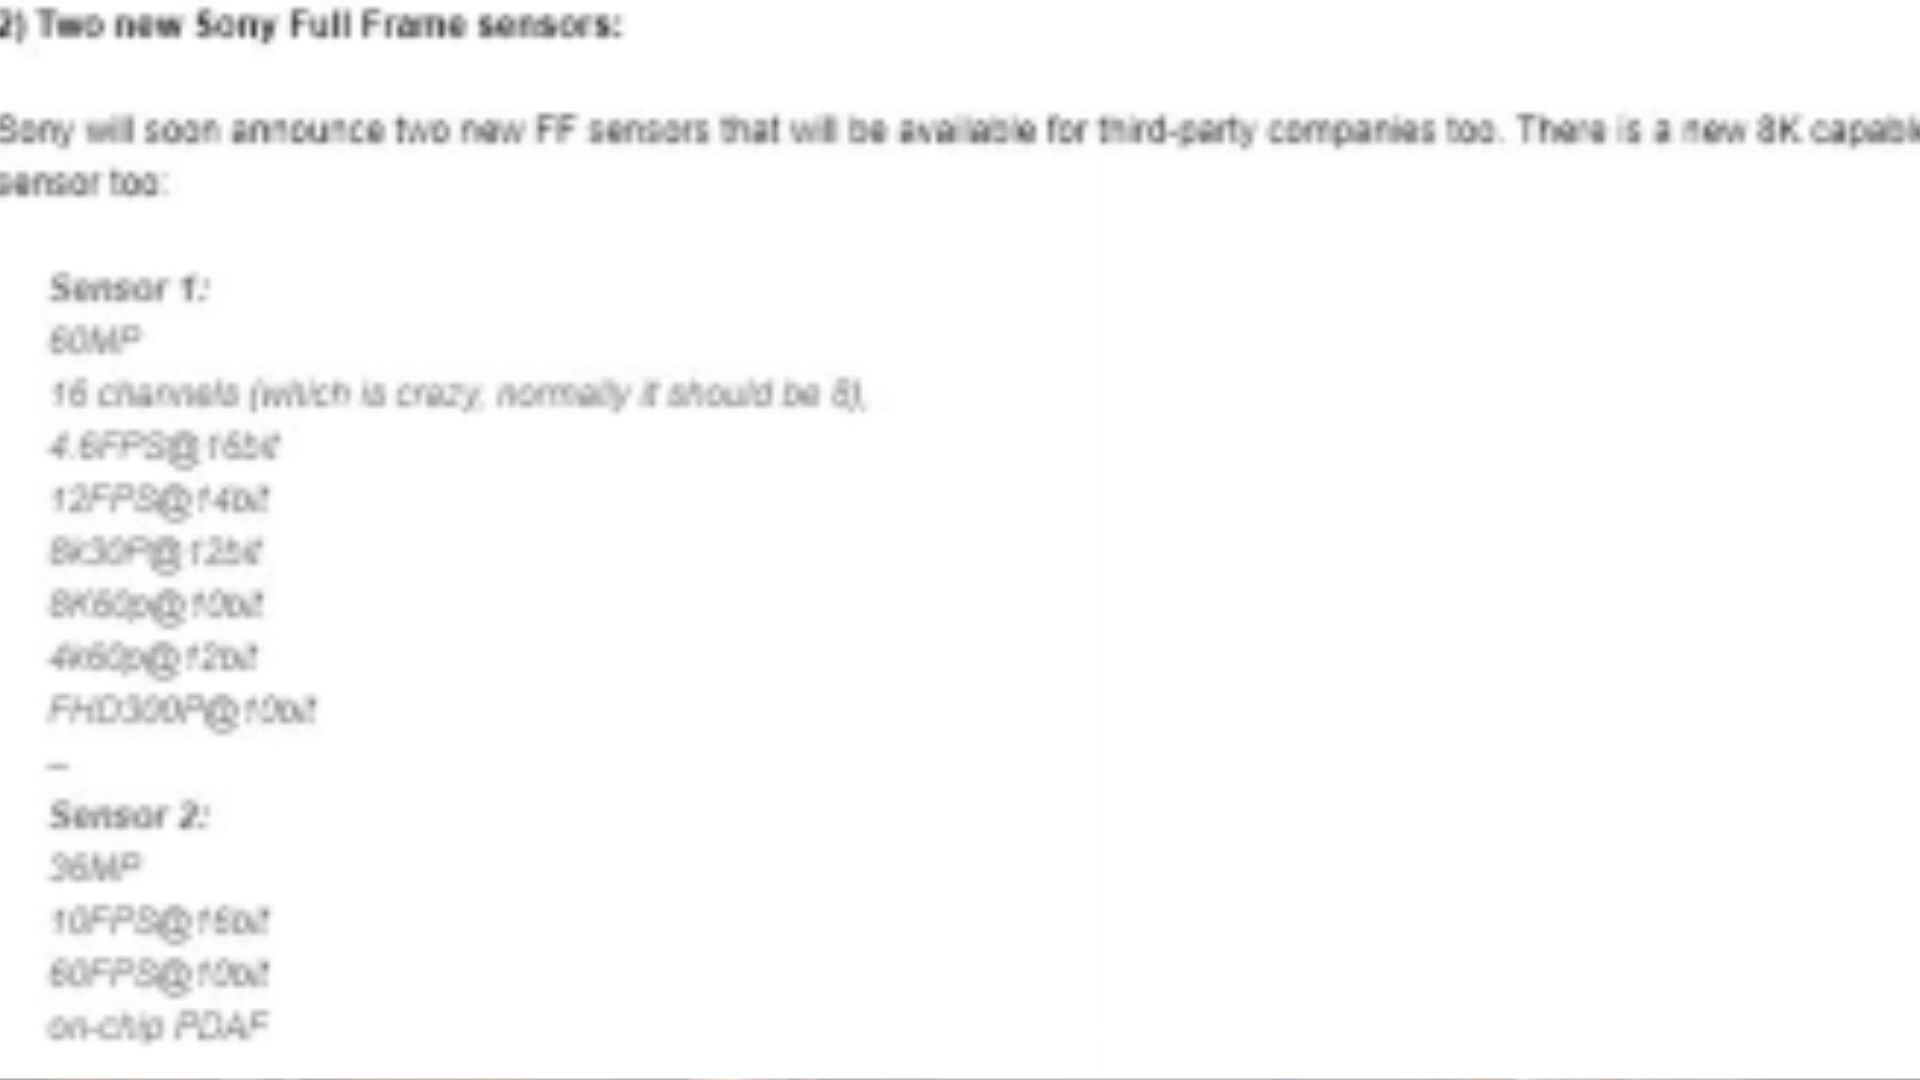 2) Two new Sony Full Frame sensors:
Sony will soon announce two new FF sensors that will be available for third-party companies too. There is a new 8K capable
sensor too:
Sensor 1:
60MP
16 channels (which is crazy, normally it should be 8),
4.6FPS@16bit
12FPS@14bit
8k30P@12bit
8K60p@10bit
4k60p@12bit
FHD300P@10bit
–
Sensor 2:
36MP
10FPS@16bit
60FPS@10bit
on-chip PDAF